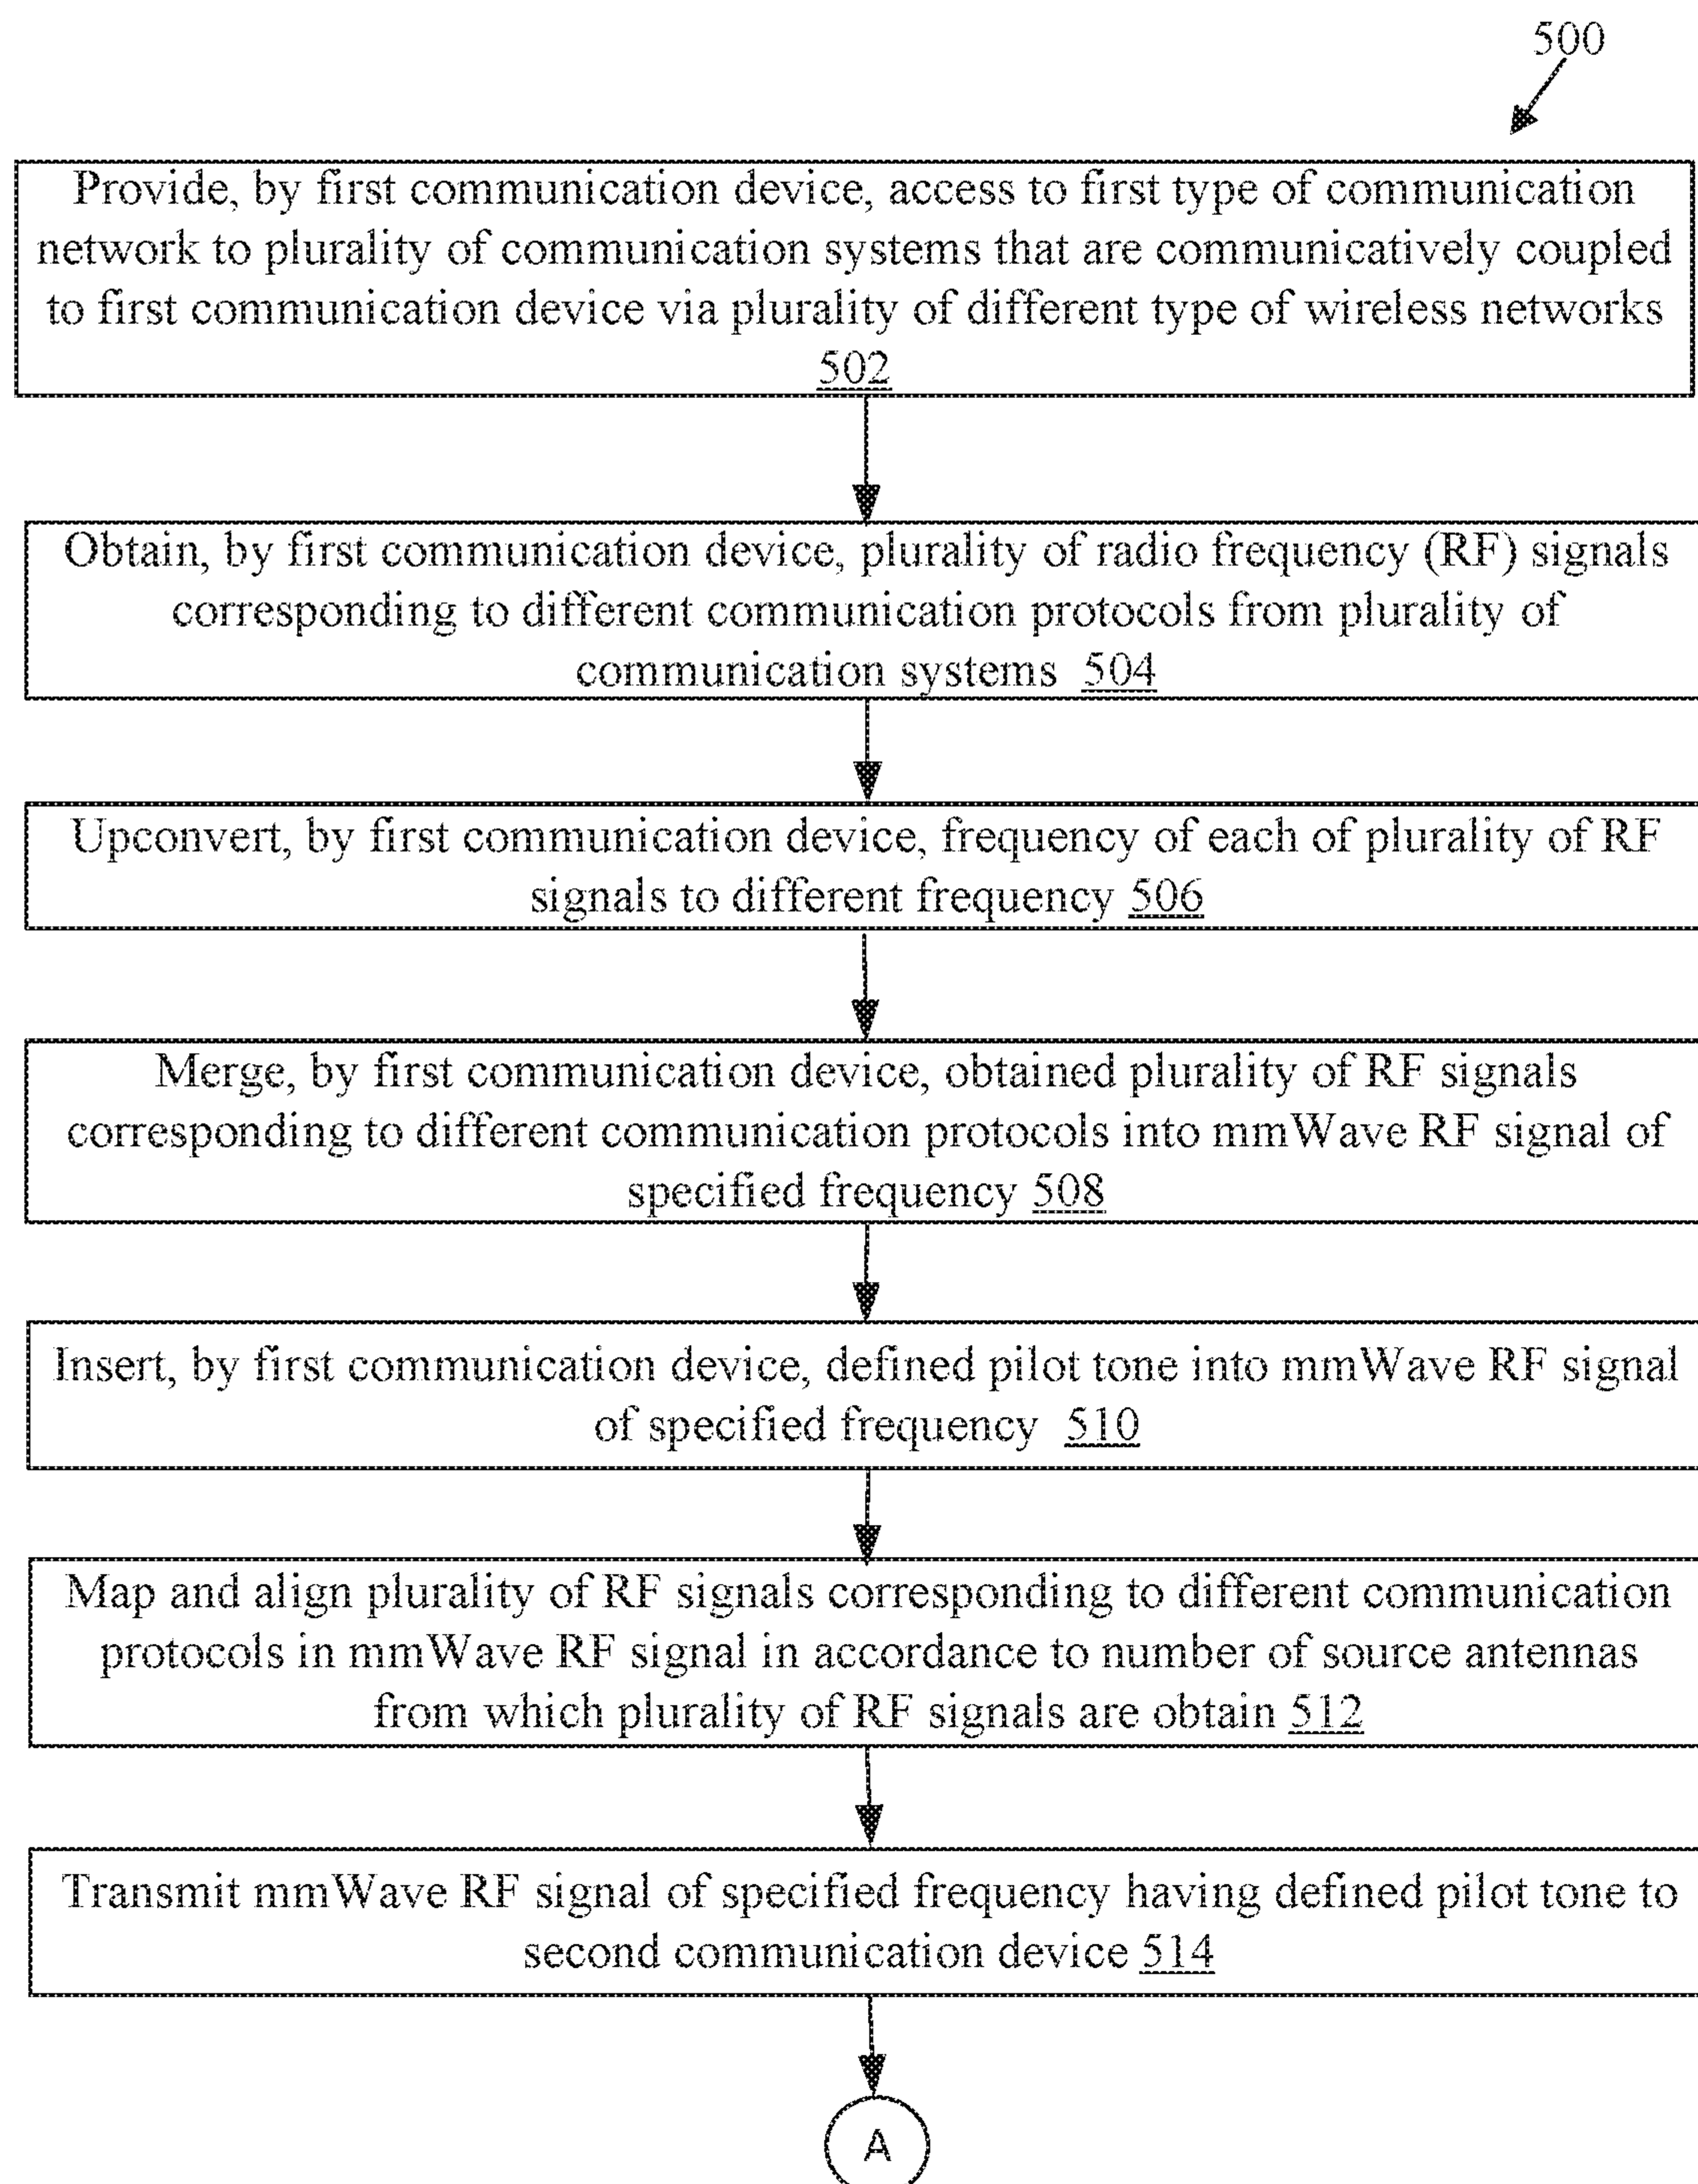 500
Provide, by first communication device, access to first type of communication
network to plurality of communication systems that are communicatively coupled
to first communication device via plurality of different type of wireless networks
502
Obtain, by first communication device, plurality of radio frequency (RF) signals
corresponding to different communication protocols from plurality of
communication systems 504
Upconvert, by first communication device, frequency of each of plurality of RF
signals to different frequency 506
Merge, by first communication device, obtained plurality of RF signals
corresponding to different communication protocols into mmWave RF signal of
specified frequency 508
Insert, by first communication device, defined pilot tone into mmWave RF signal
of specified frequency 510
Map and align plurality of RF signals corresponding to different communication
protocols in mmWave RF signal in accordance to number of source antennas
from which plurality of RF signals are obtain 512
Transmit mmWave RF signal of specified frequency having defined pilot tone to
second communication device 514
A